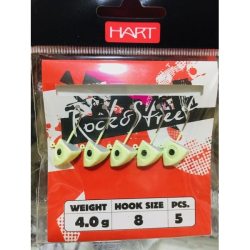 HART
Rock&Street
WEIGHT HOOK SIZE PCS.
4.0g 8 5